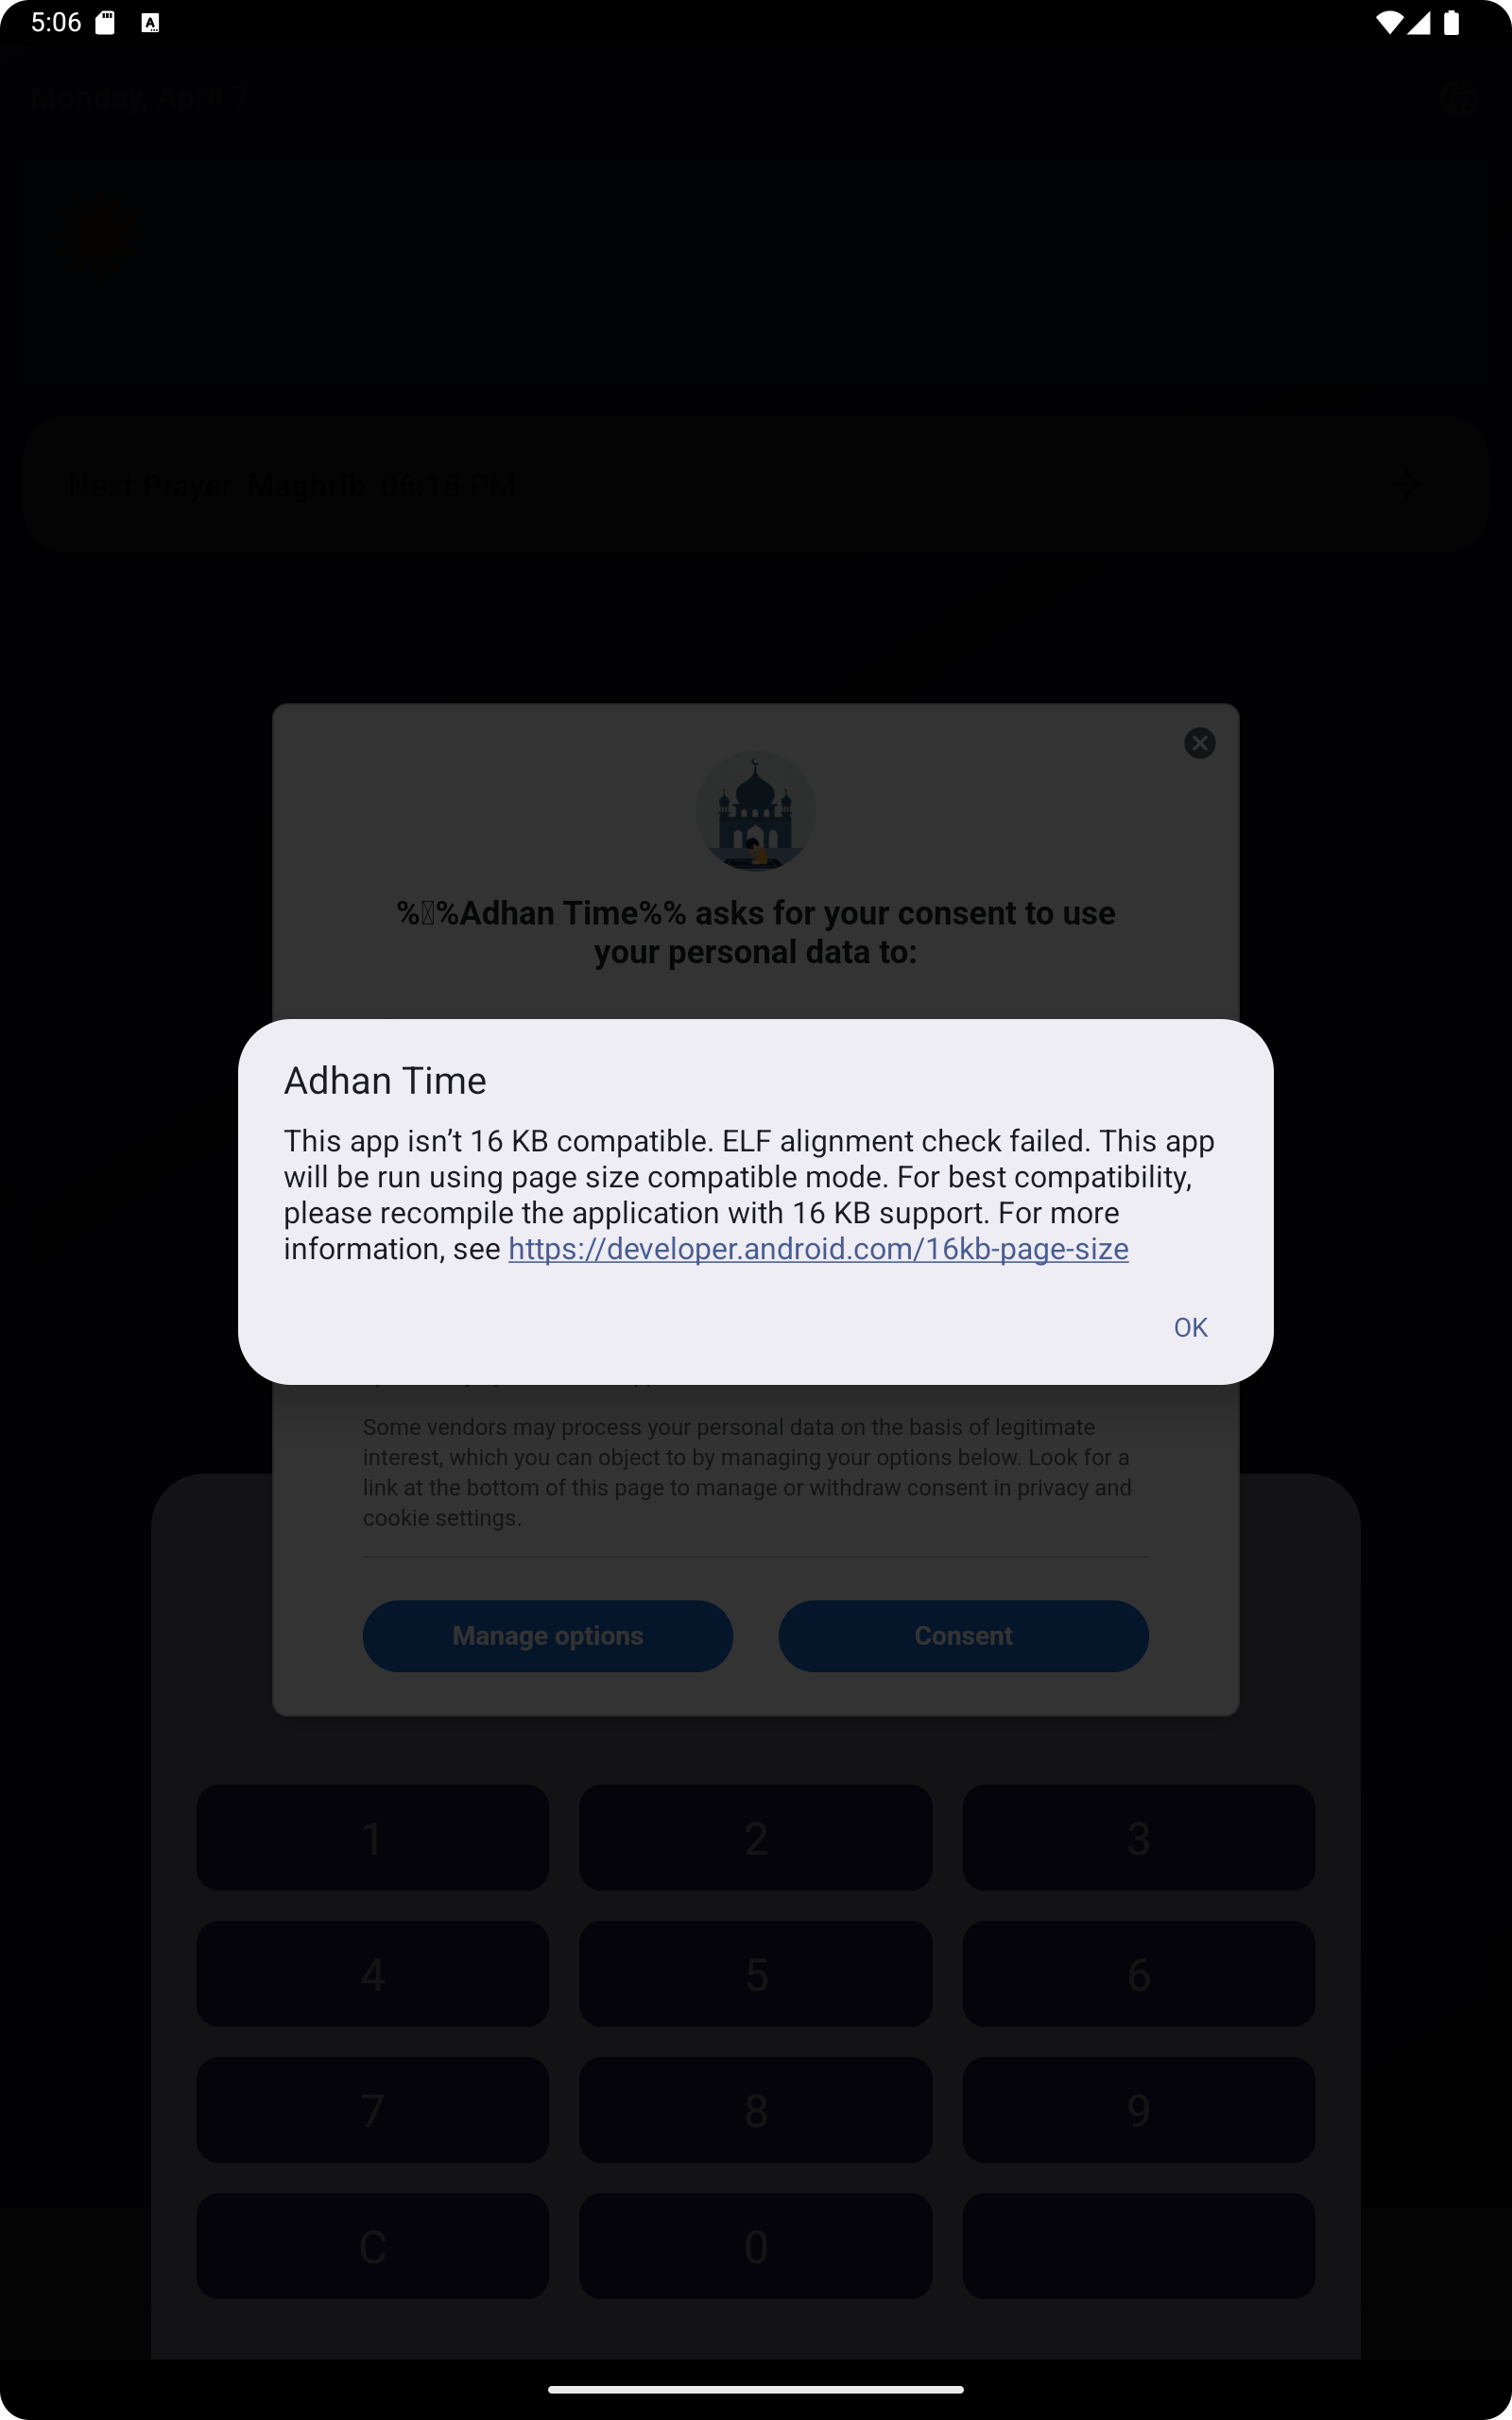 5:06
Monday, April 7
Next Prayer Maghrib 06:15 PM
%▯%Adhan Time%% asks for your consent to use
your personal data to:
Adhan Time
This app isn’t 16 KB compatible. ELF alignment check failed. This app
will be run using page size compatible mode. For best compatibility,
please recompile the application with 16 KB support. For more
information, see https://developer.android.com/16kb-page-size
OK
Some vendors may process your personal data on the basis of legitimate
interest, which you can object to by managing your options below. Look for a
link at the bottom of this page to manage or withdraw consent in privacy and
cookie settings.
Manage options Consent
1 2 3
4 5 6
7 8 9
C 0